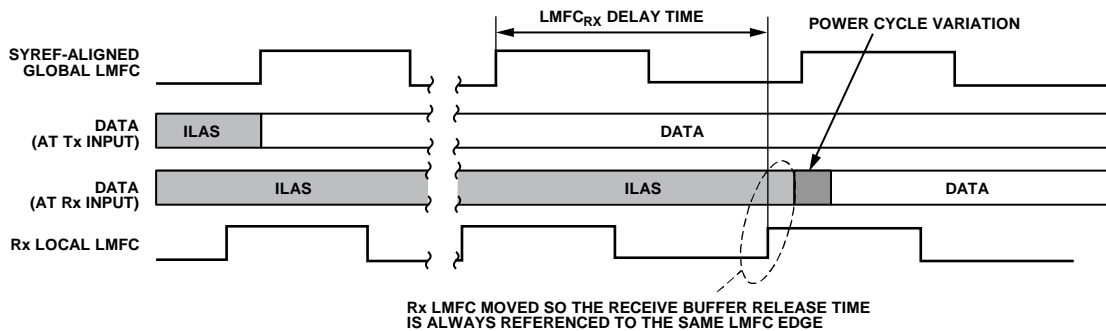 LMFCRX DELAY TIME
POWER CYCLE VARIATION
SYREF-ALIGNED
GLOBAL LMFC
DATA
(AT Tx INPUT)
ILAS
DATA
DATA
(AT Rx INPUT)
ILAS
ILAS
DATA
Rx LOCAL LMFC
Rx LMFC MOVED SO THE RECEIVE BUFFER RELEASE TIME
IS ALWAYS REFERENCED TO THE SAME LMFC EDGE